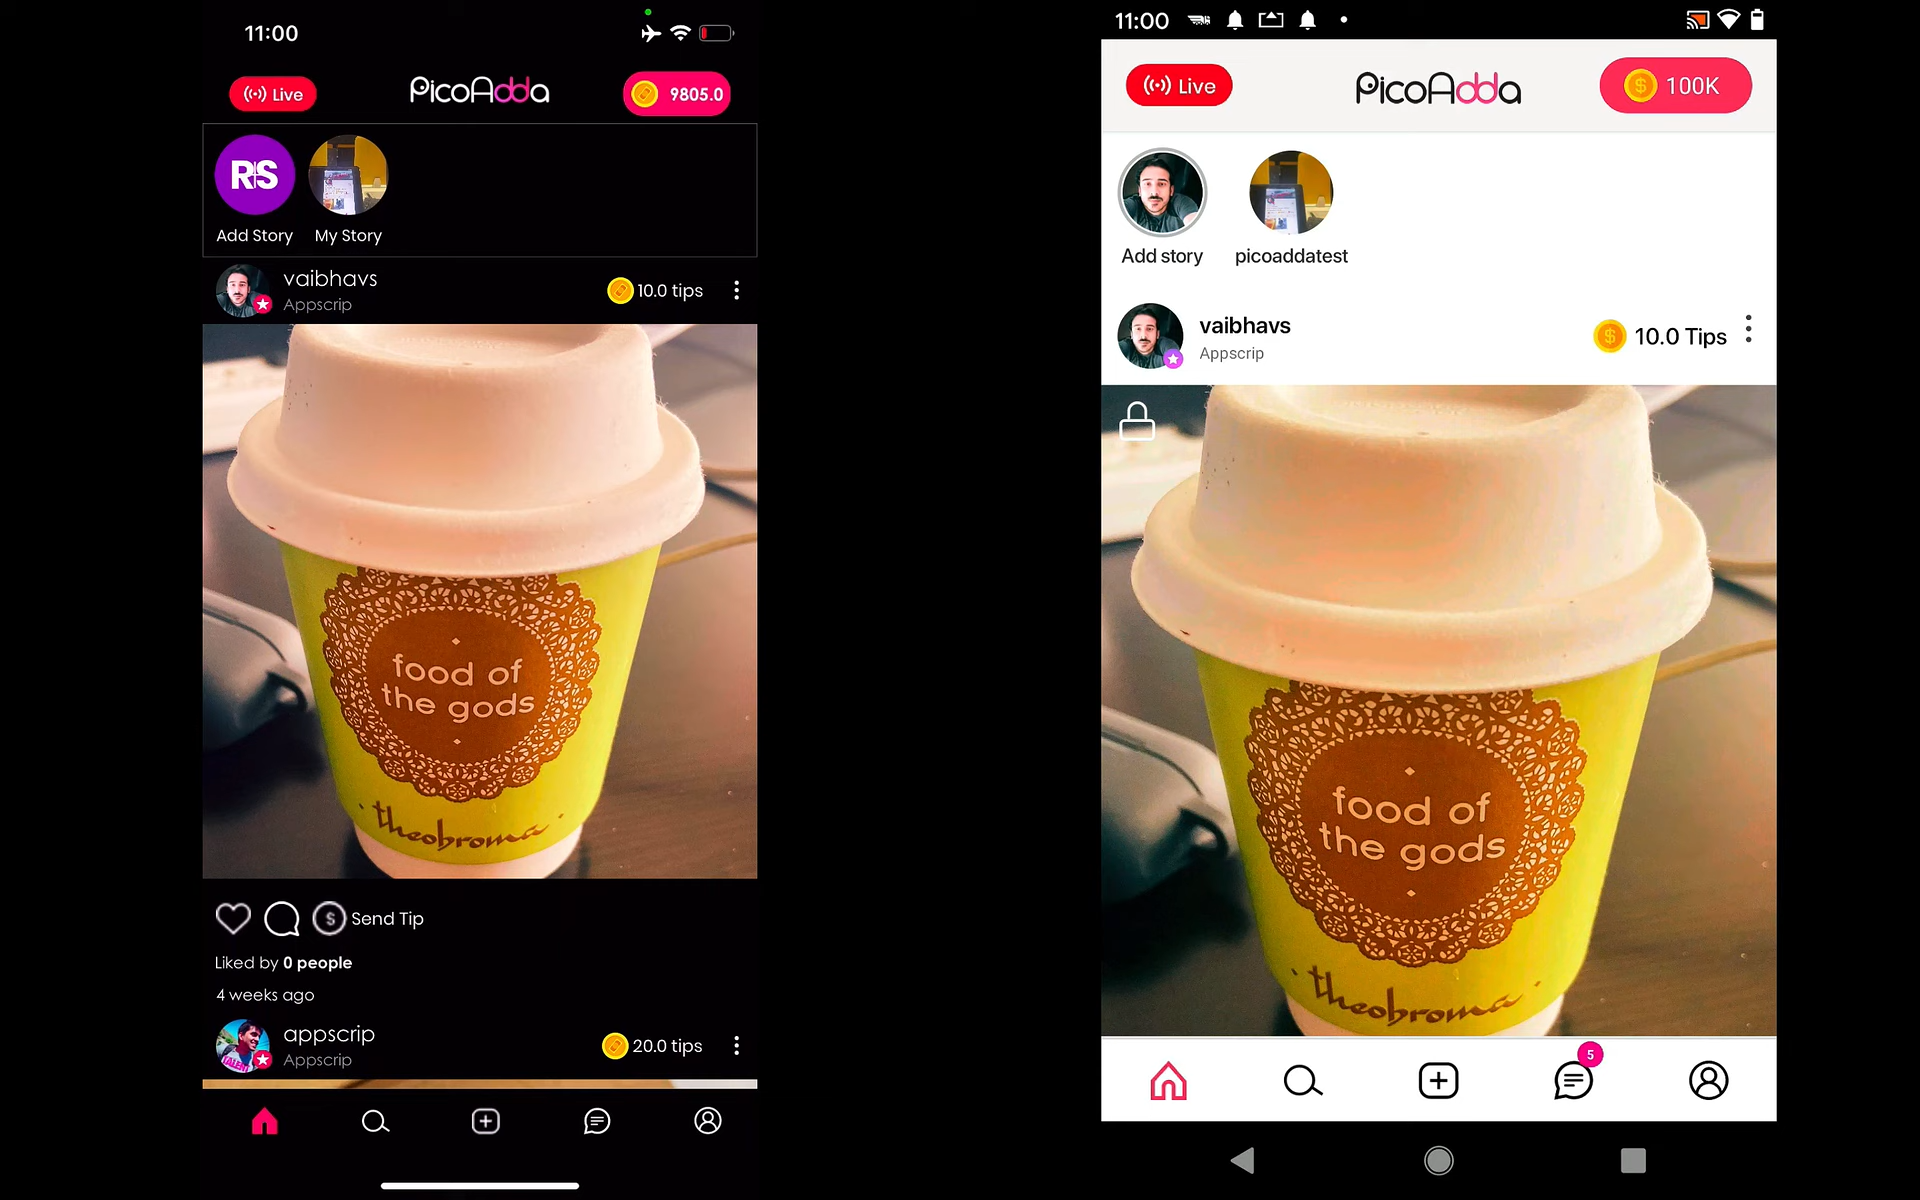 11:00
Live
PicoAdda
9805.0
RS
Add Story
My Story
vaibhavs
Appscrip
10.0 tips
food of
the gods
theobroma
$ Send Tip
Liked by 0 people
4 weeks ago
appscrip
Appscrip
20.0 tips
11:00
Live
PicoAdda
$ 100K
Add story
picoaddatest
vaibhavs
Appscrip
$ 10.0 Tips
food of
the gods
theobroma
5